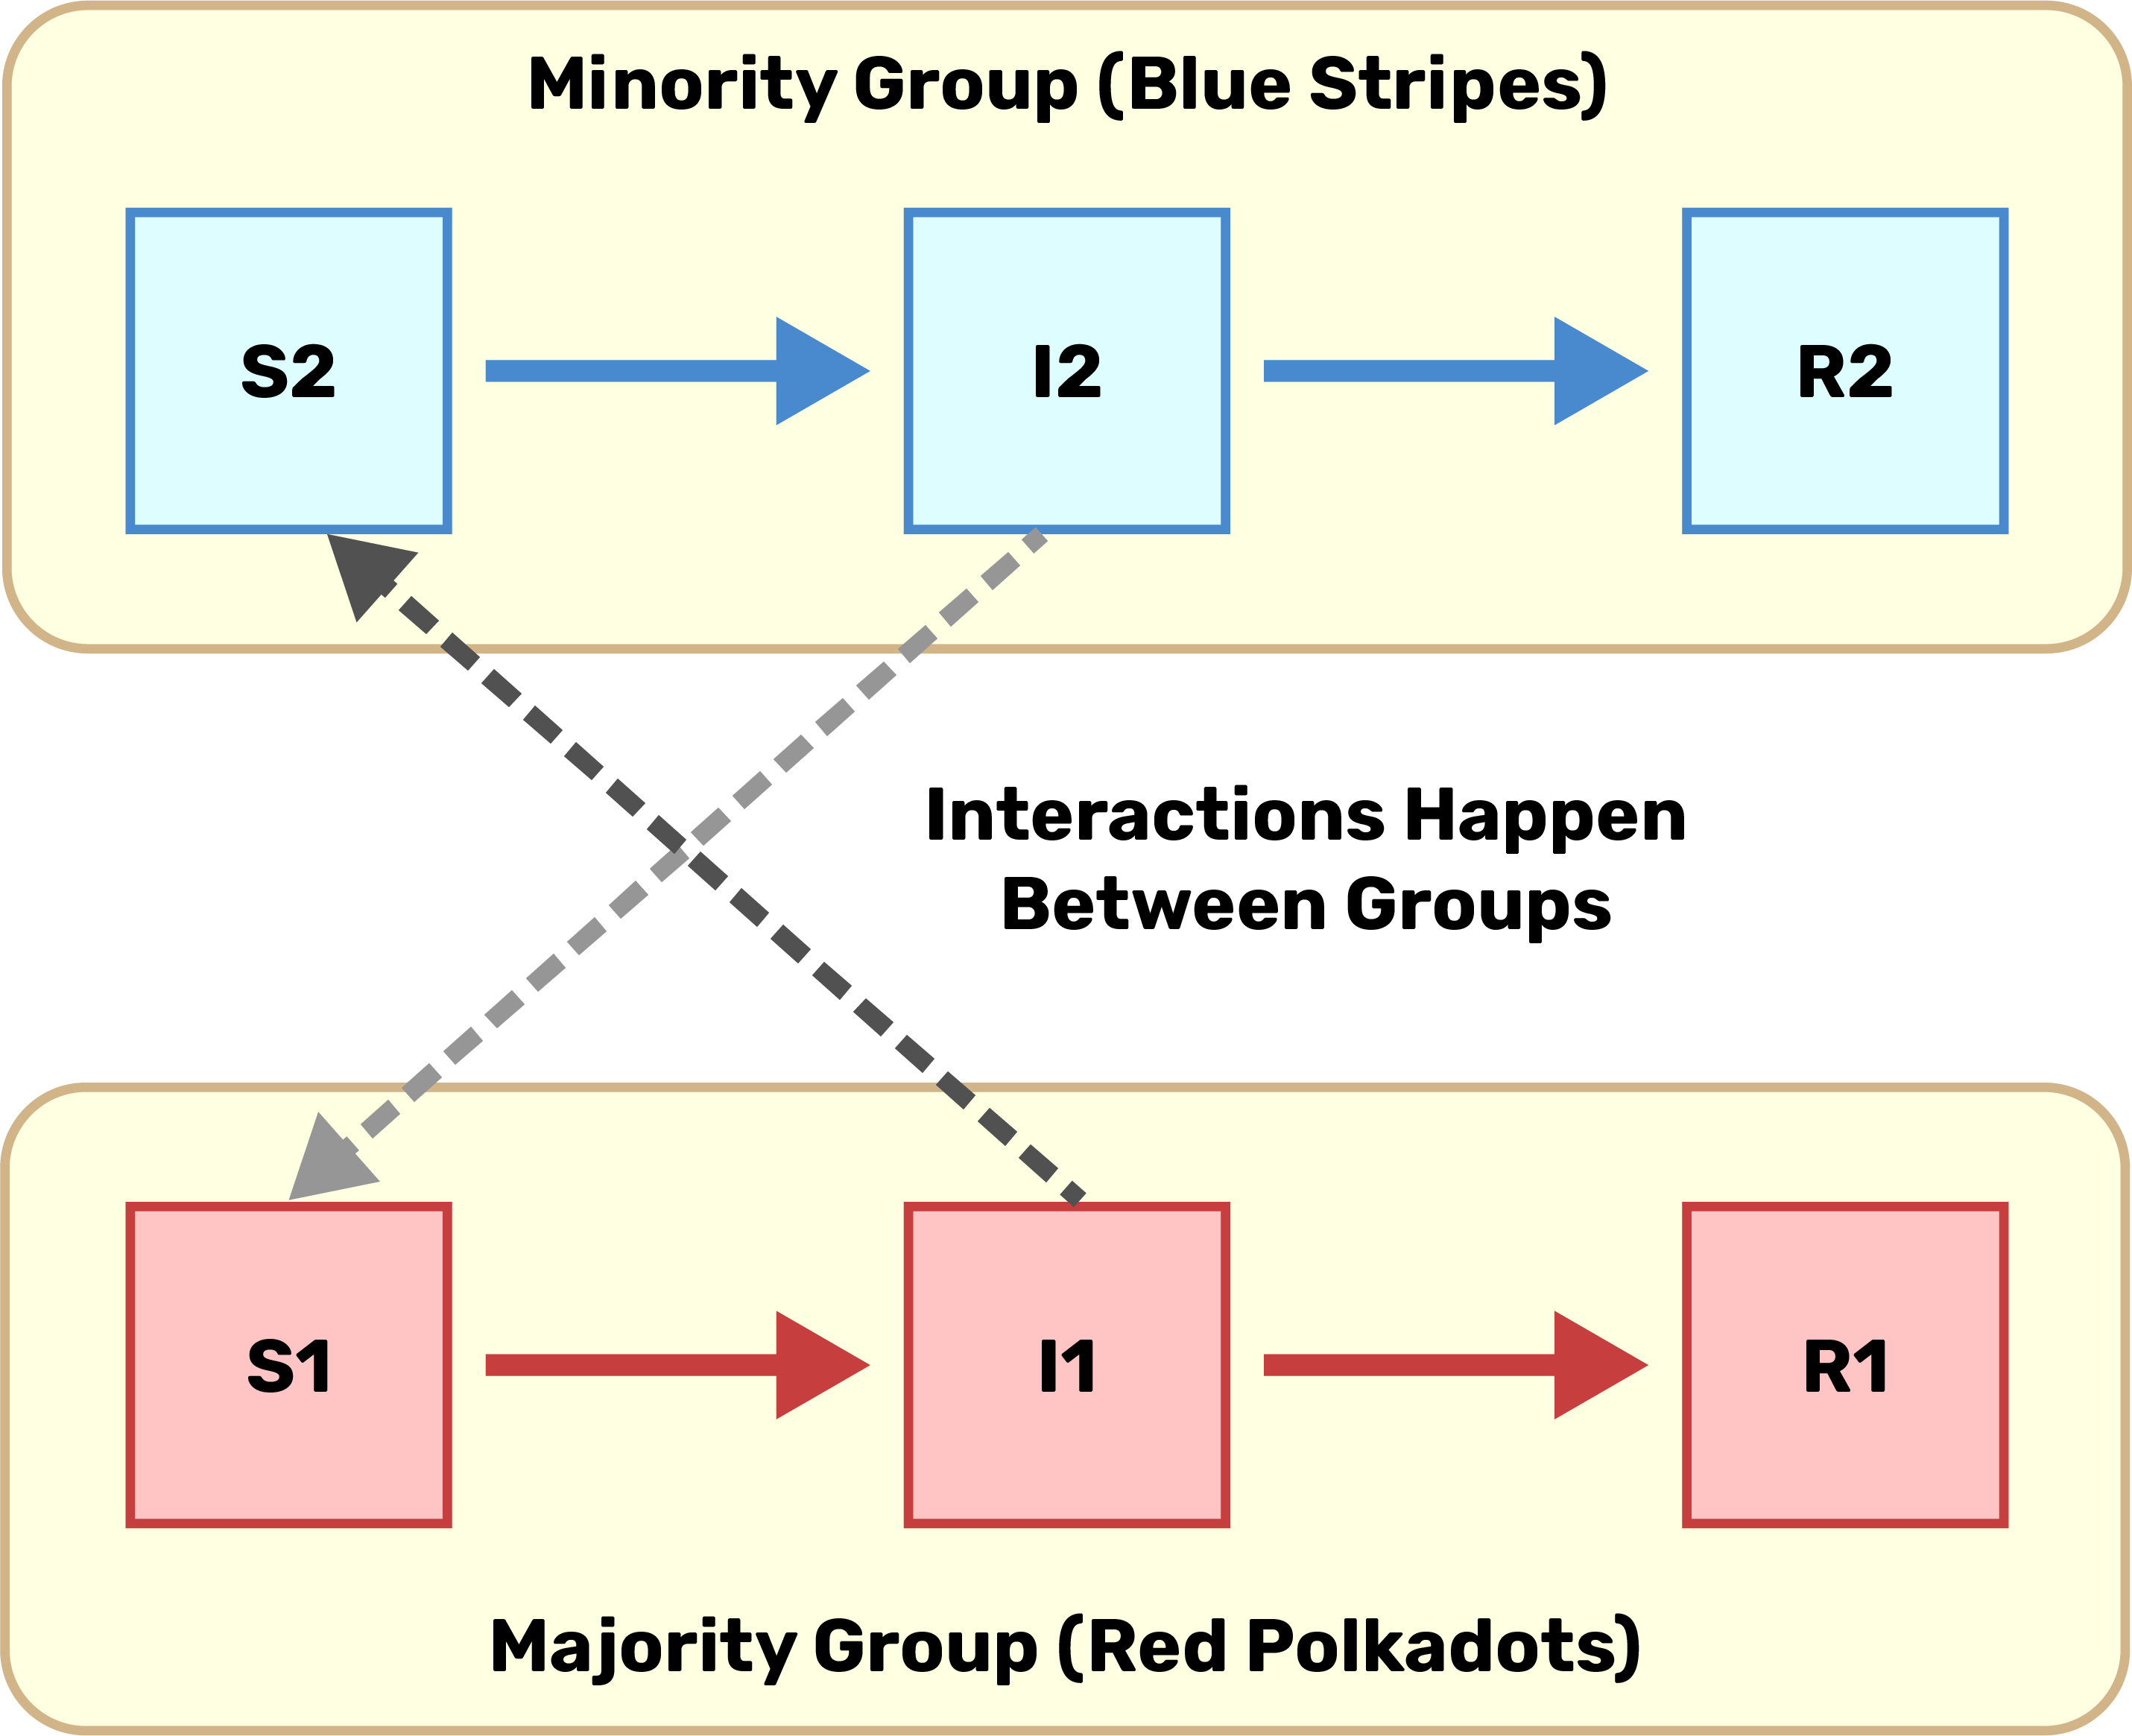 Minority Group (Blue Stripes)
S2
I2
R2
Interactions Happen
Between Groups
S1
I1
R1
Majority Group (Red Polkadots)